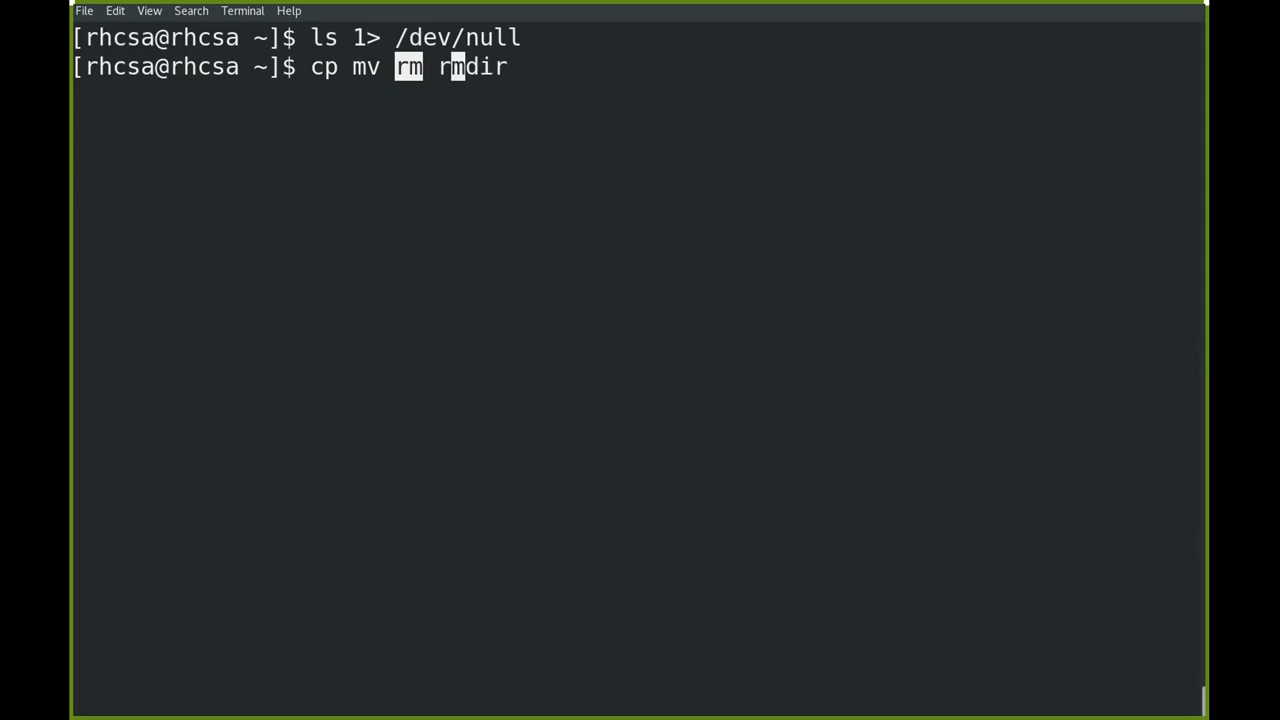 File Edit View Search Terminal Help
[rhcsa@rhcsa ~]$ ls 1> /dev/null
[rhcsa@rhcsa ~]$ cp mv rm rmdir